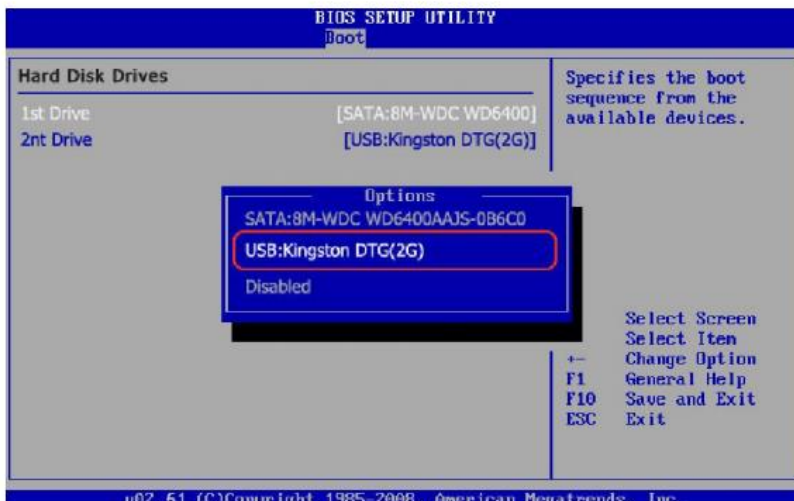 BIOS SETUP UTILITY
Boot
Hard Disk Drives
1st Drive [SATA:8M-WDC WD6400]
2nt Drive [USB:Kingston DTG(2G)]
Specifies the boot
sequence from the
available devices.
Options
SATA:8M-WDC WD6400AAJS-0B6C0
USB:Kingston DTG(2G)
Disabled
Select Screen
Select Item
+- Change Option
F1 General Help
F10 Save and Exit
ESC Exit
v02.61 (C)Copyright 1985-2008, American Megatrends, Inc.